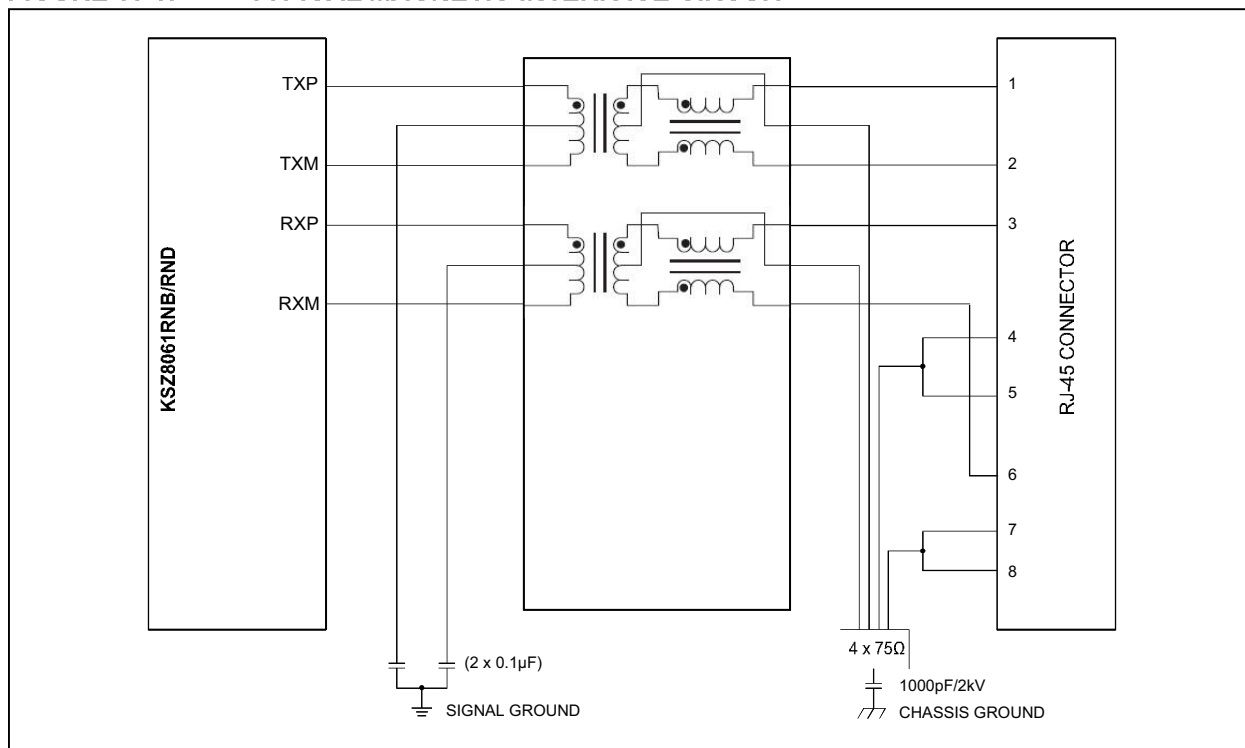 TXP
TXM
RXP
RXM
KSZ8061RNB/RND
1
2
3
4
5
6
7
8
RJ-45 CONNECTOR
(2 x 0.1µF)
SIGNAL GROUND
4 x 75Ω
1000pF/2kV
CHASSIS GROUND